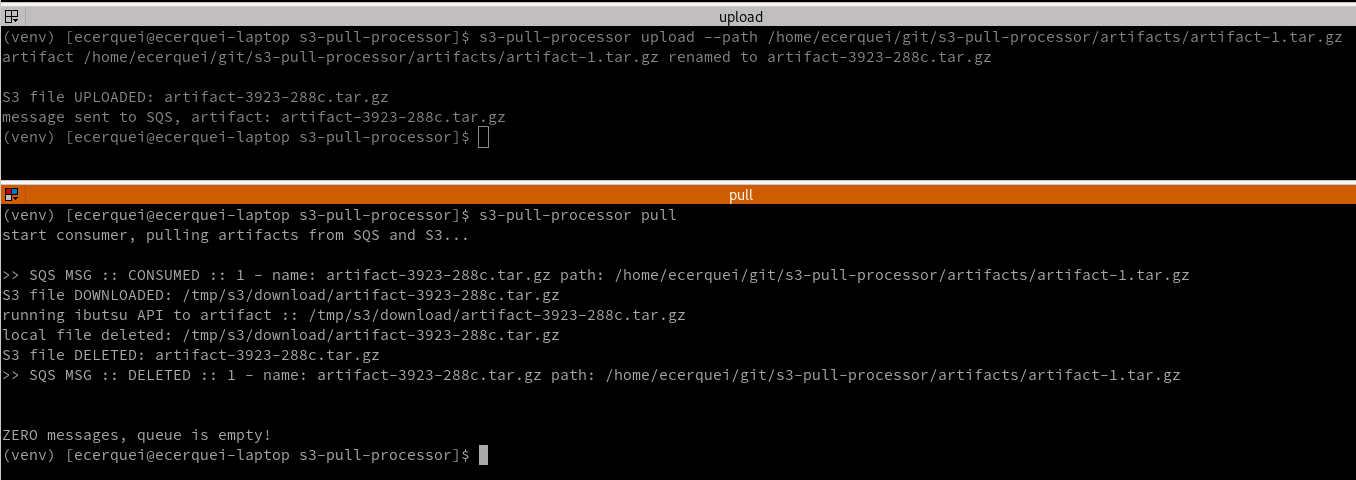 upload
(venv) [ecerquei@ecerquei-laptop s3-pull-processor]$ s3-pull-processor upload --path /home/ecerquei/git/s3-pull-processor/artifacts/artifact-1.tar.gz
artifact /home/ecerquei/git/s3-pull-processor/artifacts/artifact-1.tar.gz renamed to artifact-3923-288c.tar.gz
S3 file UPLOADED: artifact-3923-288c.tar.gz
message sent to SQS, artifact: artifact-3923-288c.tar.gz
(venv) [ecerquei@ecerquei-laptop s3-pull-processor]$
pull
(venv) [ecerquei@ecerquei-laptop s3-pull-processor]$ s3-pull-processor pull
start consumer, pulling artifacts from SQS and S3...
>> SQS MSG :: CONSUMED :: 1 - name: artifact-3923-288c.tar.gz path: /home/ecerquei/git/s3-pull-processor/artifacts/artifact-1.tar.gz
S3 file DOWNLOADED: /tmp/s3/download/artifact-3923-288c.tar.gz
running ibutsu API to artifact :: /tmp/s3/download/artifact-3923-288c.tar.gz
local file deleted: /tmp/s3/download/artifact-3923-288c.tar.gz
S3 file DELETED: artifact-3923-288c.tar.gz
>> SQS MSG :: DELETED :: 1 - name: artifact-3923-288c.tar.gz path: /home/ecerquei/git/s3-pull-processor/artifacts/artifact-1.tar.gz
ZERO messages, queue is empty!
(venv) [ecerquei@ecerquei-laptop s3-pull-processor]$